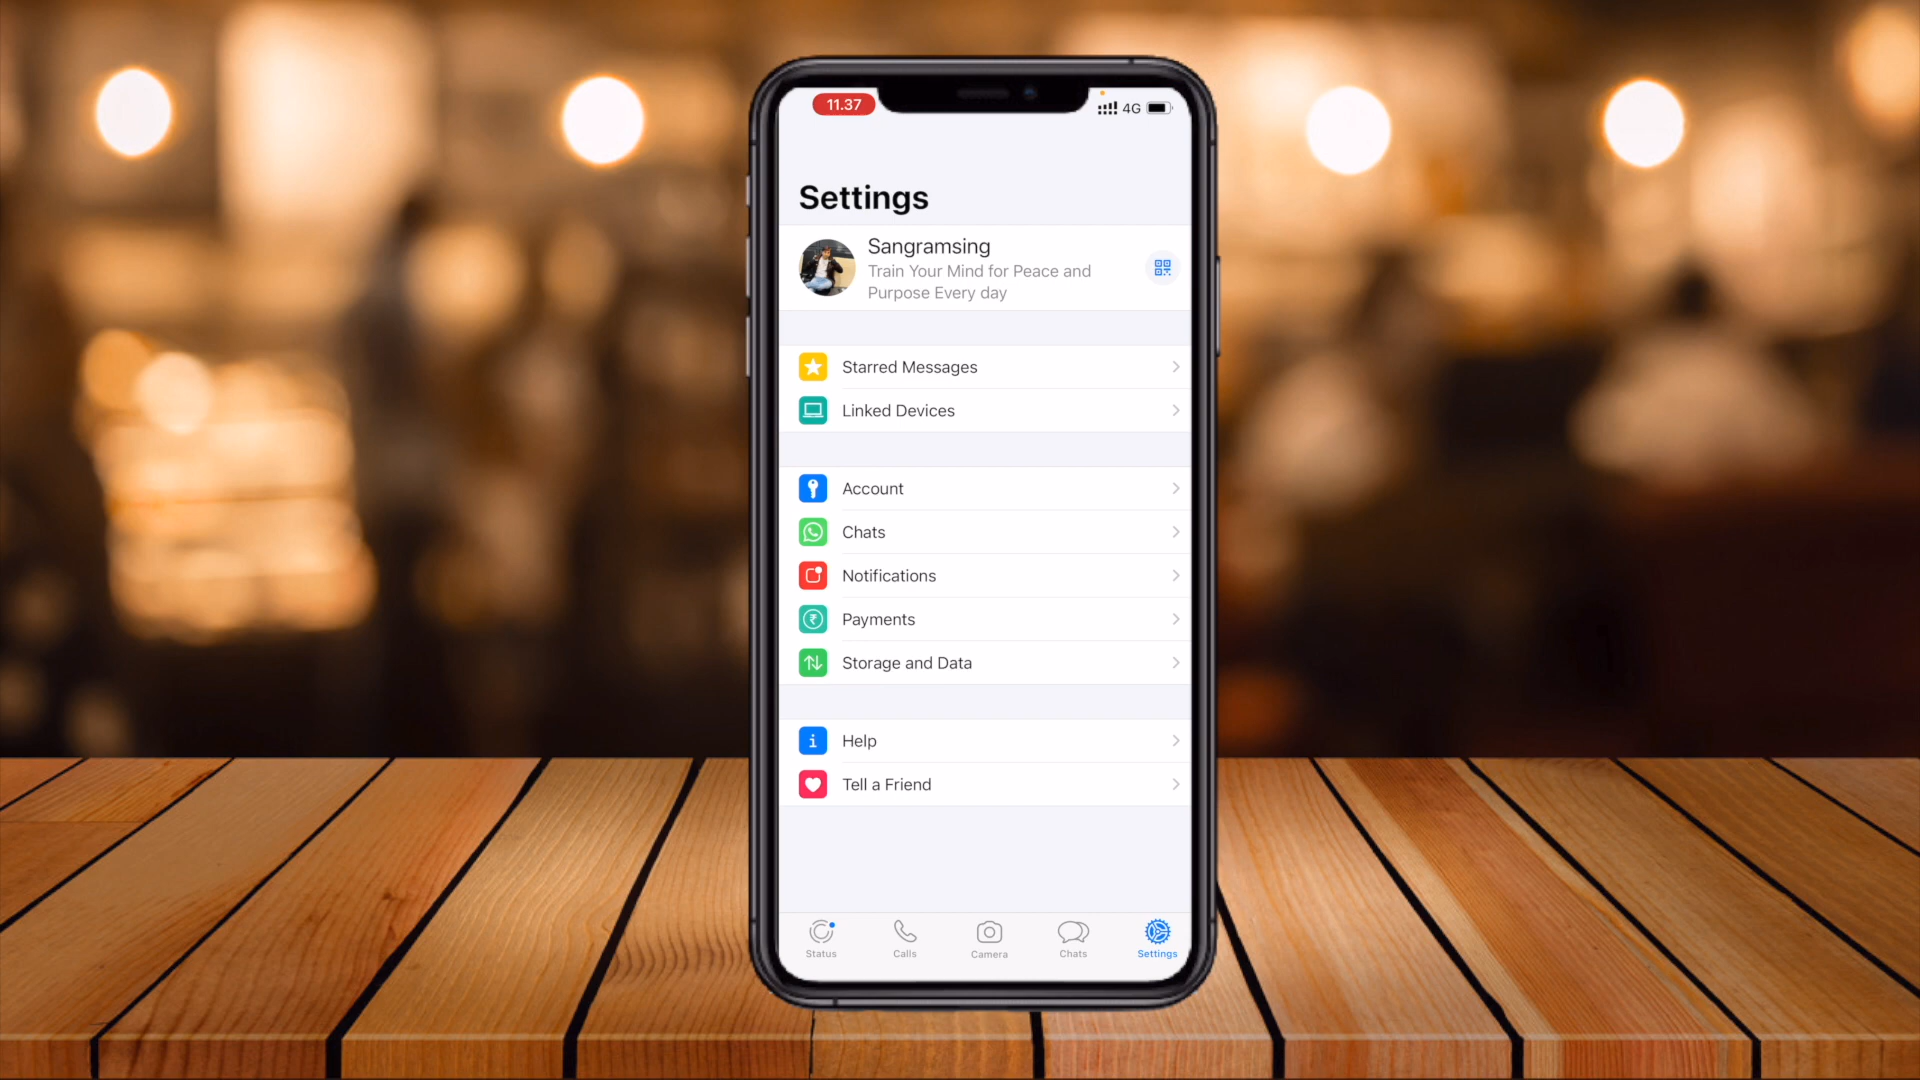 11.37
4G
Settings
Sangramsing
Train Your Mind for Peace and
Purpose Every day
Starred Messages
Linked Devices
Account
Chats
Notifications
Payments
Storage and Data
Help
Tell a Friend
Status
Calls
Camera
Chats
Settings